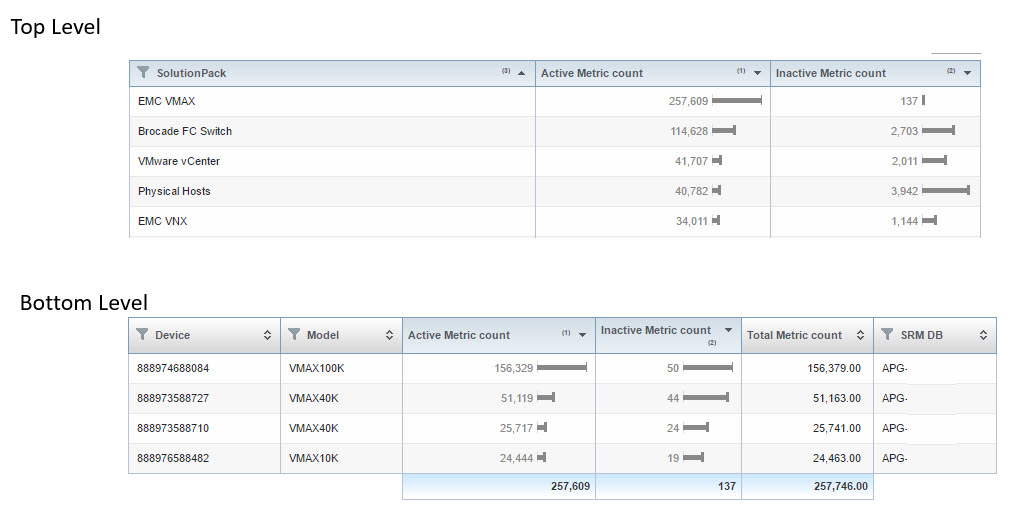 Top Level
SolutionPack (3) Active Metric count (1) Inactive Metric count (2)
EMC VMAX 257,609 137
Brocade FC Switch 114,628 2,703
VMware vCenter 41,707 2,011
Physical Hosts 40,782 3,942
EMC VNX 34,011 1,144
Bottom Level
Device Model Active Metric count (1) Inactive Metric count (2) Total Metric count SRM DB
888974688084 VMAX100K 156,329 50 156,379.00 APG-
888973588727 VMAX40K 51,119 44 51,163.00 APG-
888973588710 VMAX40K 25,717 24 25,741.00 APG-
888976588482 VMAX10K 24,444 19 24,463.00 APG-
257,609 137 257,746.00